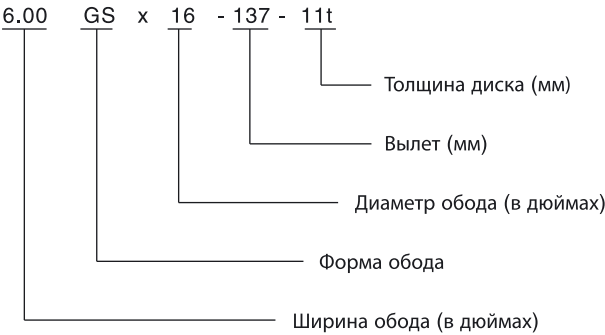 6.00 GS x 16 - 137 - 11t
Толщина диска (мм)
Вылет (мм)
Диаметр обода (в дюймах)
Форма обода
Ширина обода (в дюймах)